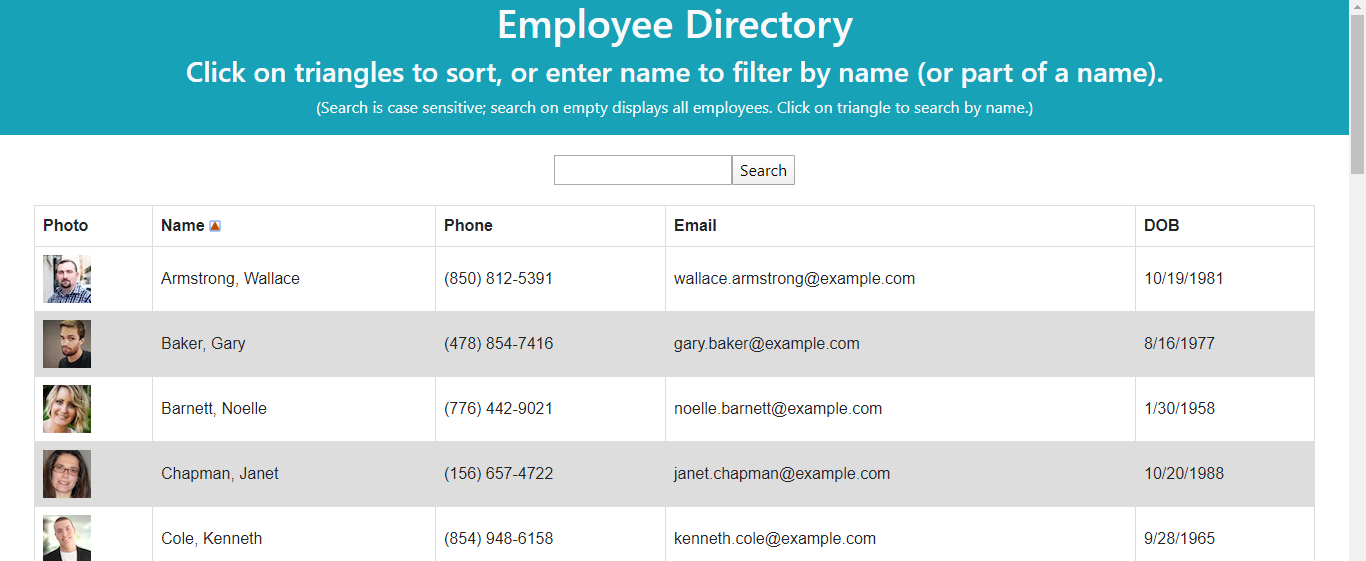 Employee Directory
Click on triangles to sort, or enter name to filter by name (or part of a name).
(Search is case sensitive; search on empty displays all employees. Click on triangle to search by name.)
Search
Photo Name Phone Email DOB
Armstrong, Wallace (850) 812-5391 wallace.armstrong@example.com 10/19/1981
Baker, Gary (478) 854-7416 gary.baker@example.com 8/16/1977
Barnett, Noelle (776) 442-9021 noelle.barnett@example.com 1/30/1958
Chapman, Janet (156) 657-4722 janet.chapman@example.com 10/20/1988
Cole, Kenneth (854) 948-6158 kenneth.cole@example.com 9/28/1965